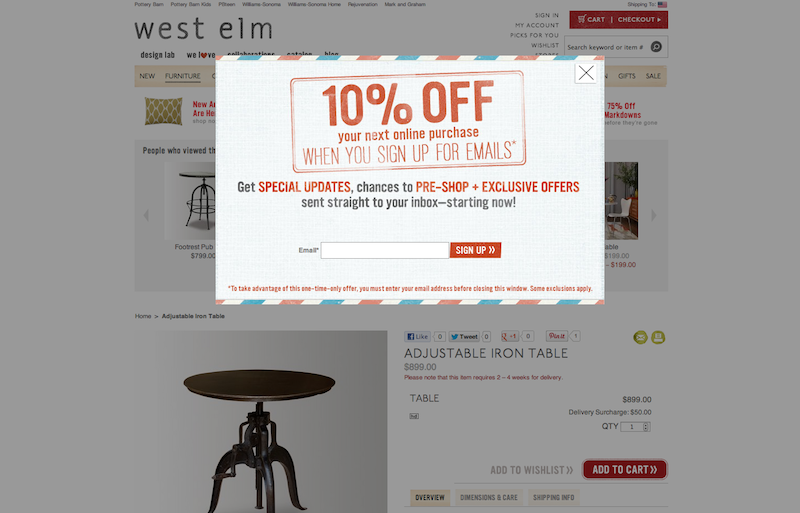 Pottery Barn Pottery Barn Kids PBteen Williams-Sonoma Williams-Sonoma Home Rejuvenation Mark and Graham Shipping To:
west elm
SIGN IN
MY ACCOUNT
PICKS FOR YOU
WISHLIST
CART | CHECKOUT
Search keyword or item #
design lab we l♥ve collaborations catalog blog
NEW FURNITURE GIFTS SALE
New Ar
Are He
shop no
75% Off
Markdowns
before they're gone
People who viewed th
Footrest Pub
$799.0
able
– $199.00
10% OFF
your next online purchase
WHEN YOU SIGN UP FOR EMAILS*
Get SPECIAL UPDATES, chances to PRE-SHOP + EXCLUSIVE OFFERS
sent straight to your inbox—starting now!
Email* SIGN UP »
*To take advantage of this one-time-only offer, you must enter your email address before closing this window. Some exclusions apply.
Home > Adjustable Iron Table
Like 0 Tweet 0 +1 0 Pin it 1
ADJUSTABLE IRON TABLE
$899.00
Please note that this item requires 2 – 4 weeks for delivery.
TABLE $899.00
Delivery Surcharge: $50.00
QTY 1
ADD TO WISHLIST » ADD TO CART »
OVERVIEW DIMENSIONS & CARE SHIPPING INFO